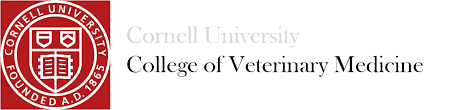 CORNELL UNIVERSITY
FOUNDED A.D. 1865
Cornell University
College of Veterinary Medicine